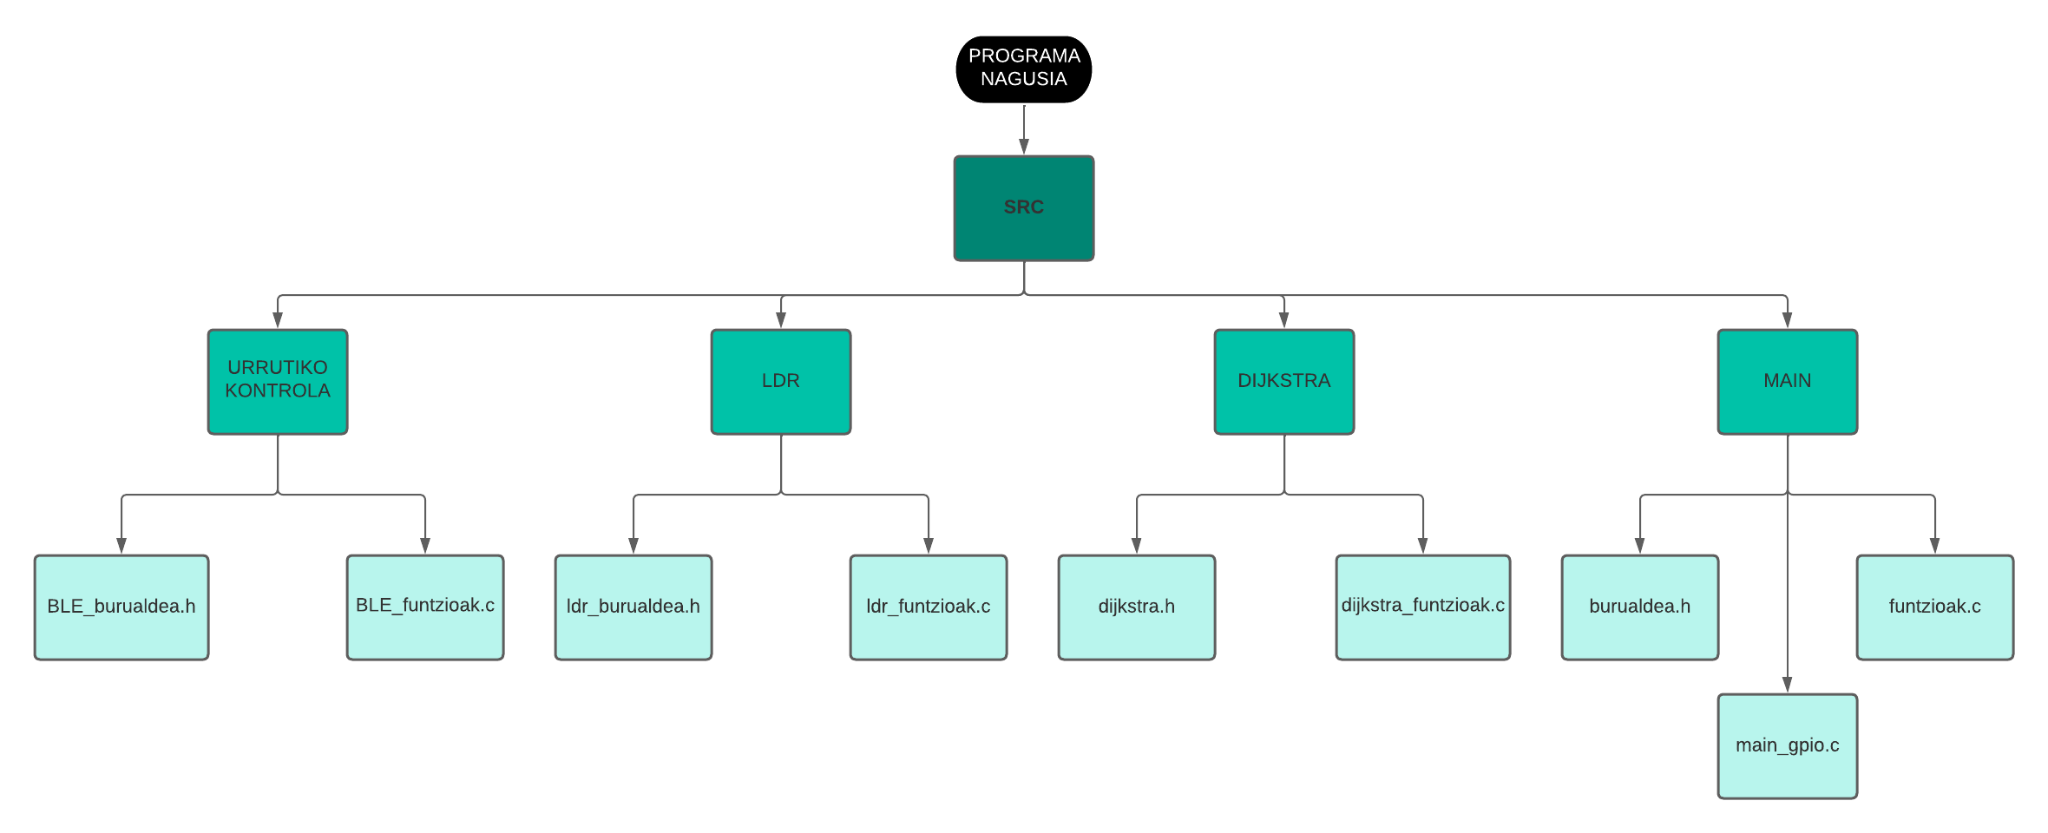 PROGRAMA
NAGUSIA
SRC
URRUTIKO
KONTROLA
LDR
DIJKSTRA
MAIN
BLE_burualdea.h
BLE_funtzioak.c
ldr_burualdea.h
ldr_funtzioak.c
dijkstra.h
dijkstra_funtzioak.c
burualdea.h
funtzioak.c
main_gpio.c